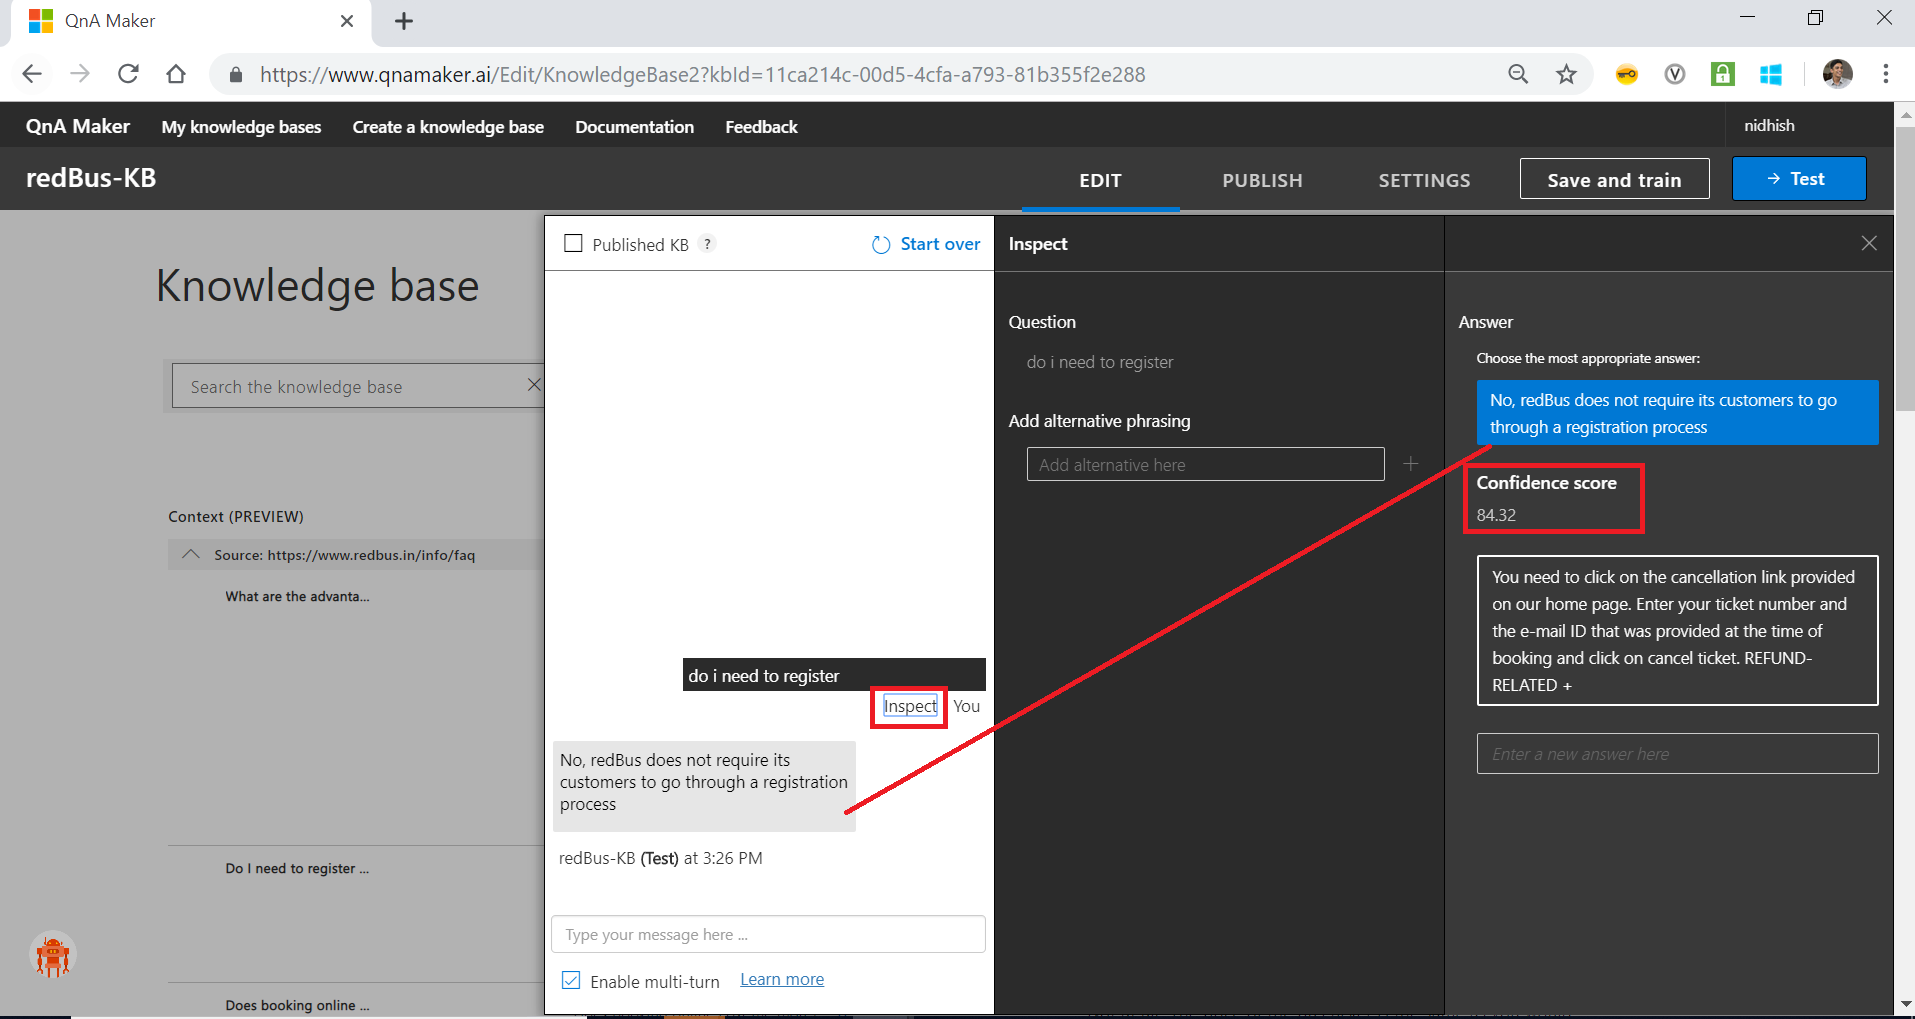 QnA Maker
https://www.qnamaker.ai/Edit/KnowledgeBase2?kbId=11ca214c-00d5-4cfa-a793-81b355f2e288
QnA Maker My knowledge bases Create a knowledge base Documentation Feedback nidhish
redBus-KB EDIT PUBLISH SETTINGS Save and train Test
Knowledge base
Search the knowledge base
Context (PREVIEW)
Source: https://www.redbus.in/info/faq
What are the advanta...
Do I need to register ...
Does booking online ...
Published KB ? Start over
do i need to register
Inspect You
No, redBus does not require its
customers to go through a registration
process
redBus-KB (Test) at 3:26 PM
Type your message here ...
Enable multi-turn Learn more
Inspect
Question
do i need to register
Add alternative phrasing
Add alternative here
Answer
Choose the most appropriate answer:
No, redBus does not require its customers to go
through a registration process
Confidence score
84.32
You need to click on the cancellation link provided
on our home page. Enter your ticket number and
the e-mail ID that was provided at the time of
booking and click on cancel ticket. REFUND-
RELATED +
Enter a new answer here